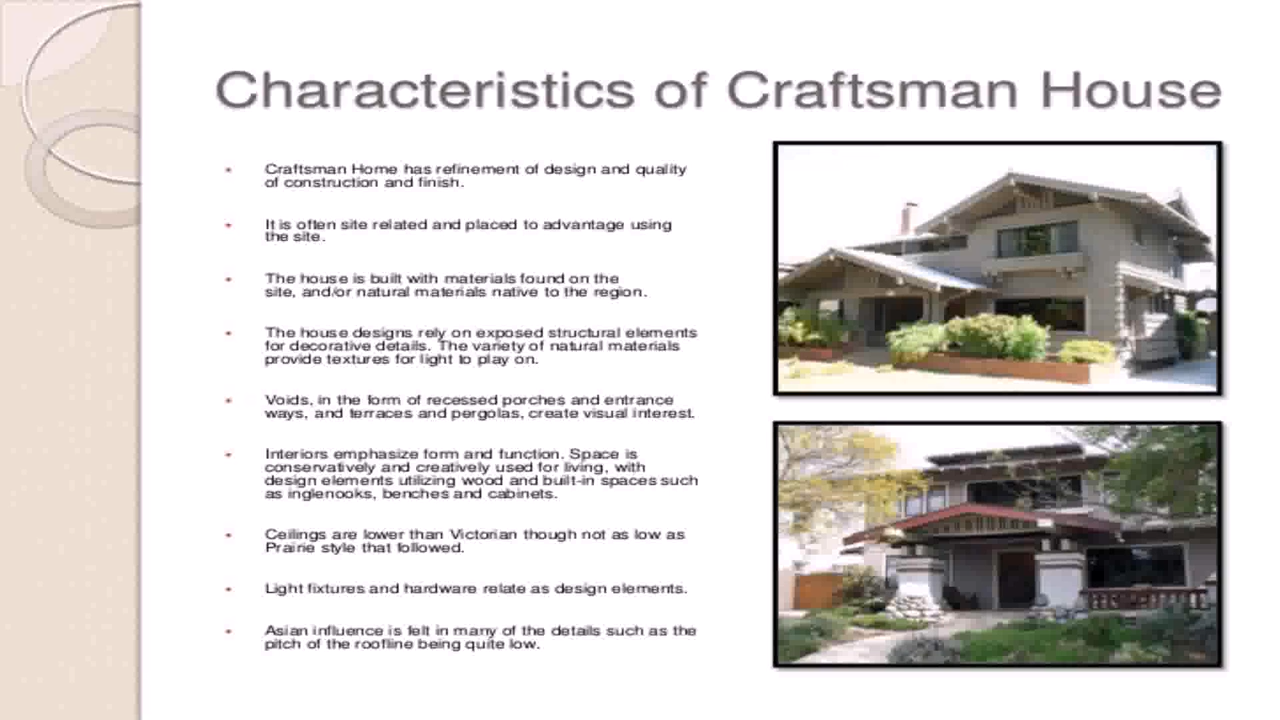 Characteristics of Craftsman House
Craftsman Home has refinement of design and quality
of construction and finish.
It is often site related and placed to advantage using
the site.
The house is built with materials found on the
site, and/or natural materials native to the region.
The house designs rely on exposed structural elements
for decorative details. The variety of natural materials
provide textures for light to play on.
Voids, in the form of recessed porches and entrance
ways, and terraces and pergolas, create visual interest.
Interiors emphasize form and function. Space is
conservatively and creatively used for living, with
design elements utilizing wood and built-in spaces such
as inglenooks, benches and cabinets.
Ceilings are lower than Victorian though not as low as
Prairie style that followed.
Light fixtures and hardware relate as design elements.
Asian influence is felt in many of the details such as the
pitch of the roofline being quite low.